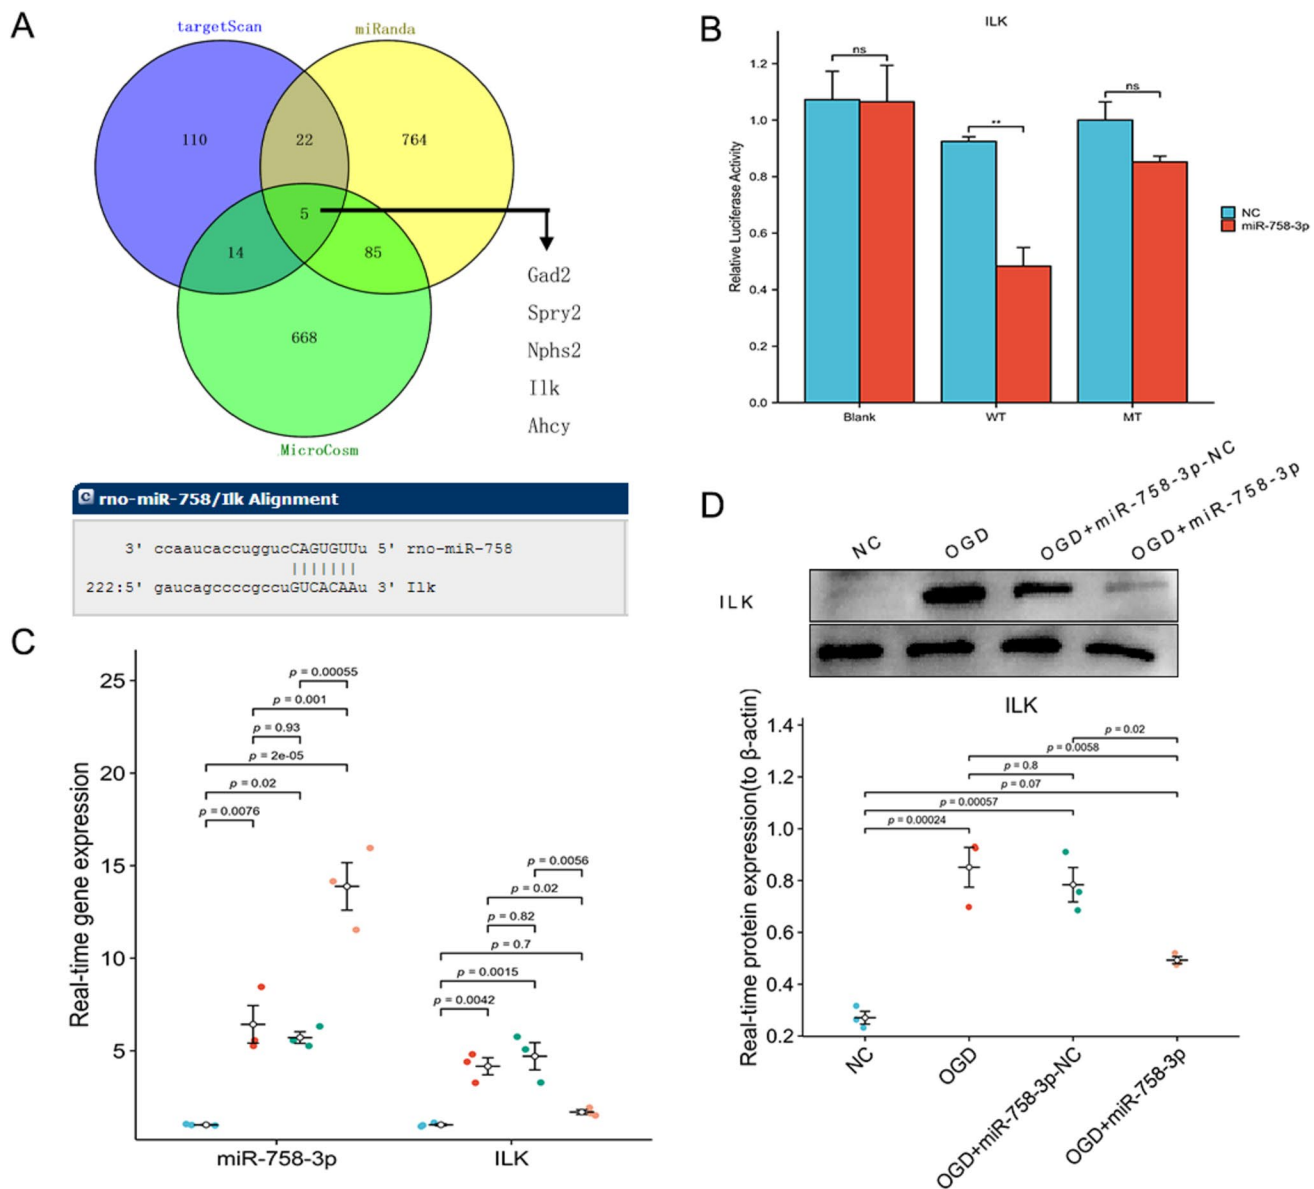 A
targetScan
miRanda
110
22
764
5
14
85
668
MicroCosm
Gad2
Spry2
Nphs2
Ilk
Ahcy
C rno-miR-758/Ilk Alignment
3' ccaaucaccuggucCAGUGUUu 5' rno-miR-758
|||||||
222:5' gaucagccccgccuGUCACAAu 3' Ilk
B
ILK
Relative Luciferase Activity
1.2
1.0
0.8
0.6
0.4
0.2
0.0
ns
**
ns
Blank
WT
MT
NC
miR-758-3p
C
Real-time gene expression
25
20
15
10
5
p = 0.00055
p = 0.001
p = 0.93
p = 2e-05
p = 0.02
p = 0.0076
p = 0.0056
p = 0.02
p = 0.82
p = 0.7
p = 0.0015
p = 0.0042
miR-758-3p
ILK
D
NC
OGD
OGD+miR-758-3p-NC
OGD+miR-758-3p
ILK
ILK
Real-time protein expression(to β-actin)
1.4
1.2
1.0
0.8
0.6
0.4
0.2
p = 0.02
p = 0.0058
p = 0.8
p = 0.07
p = 0.00057
p = 0.00024
NC
OGD
OGD+miR-758-3p-NC
OGD+miR-758-3p